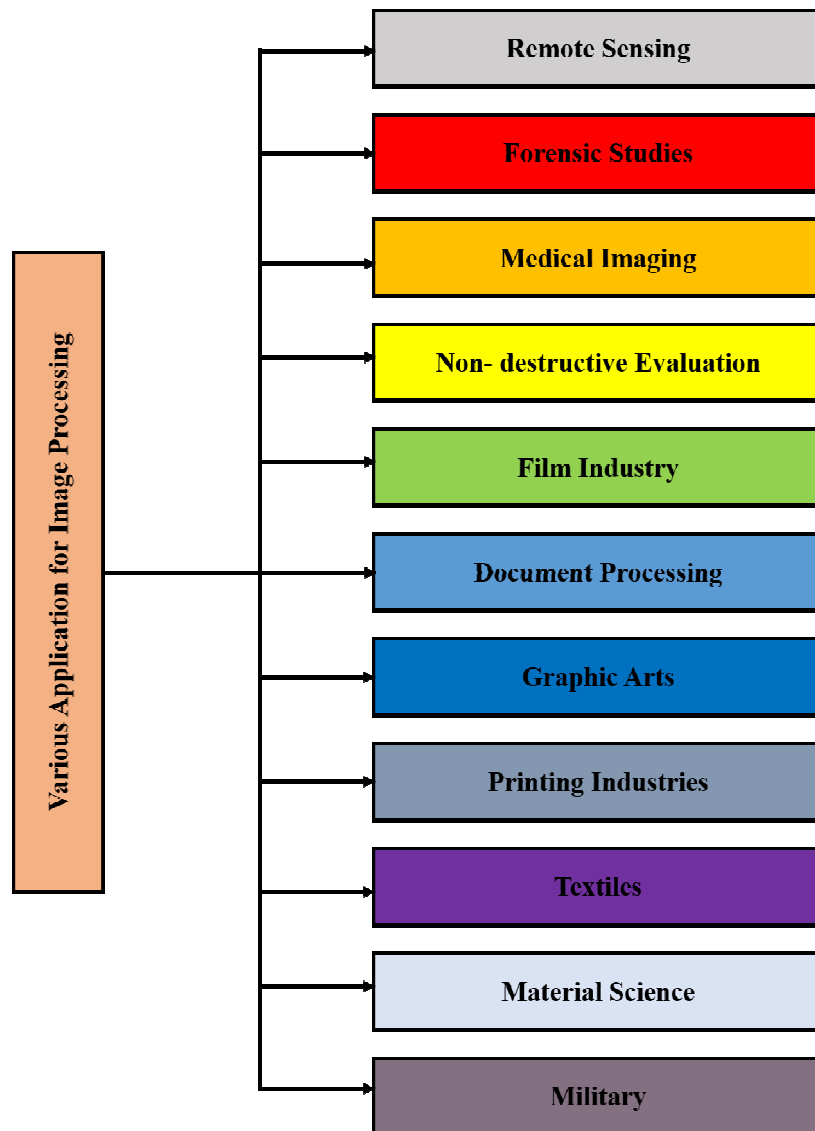 Various Application for Image Processing
Remote Sensing
Forensic Studies
Medical Imaging
Non- destructive Evaluation
Film Industry
Document Processing
Graphic Arts
Printing Industries
Textiles
Material Science
Military